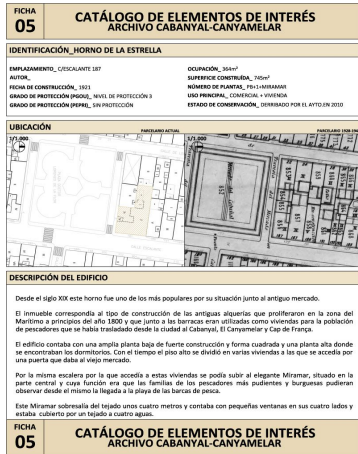 FICHA
05
CATÁLOGO DE ELEMENTOS DE INTERÉS
ARCHIVO CABANYAL-CANYAMELAR
IDENTIFICACIÓN_HORNO DE LA ESTRELLA
EMPLAZAMIENTO_ C/ESCALANTE 187
AUTOR_
FECHA DE CONSTRUCCIÓN_ 1921
GRADO DE PROTECCIÓN (PGOU)_ NIVEL DE PROTECCIÓN 3
GRADO DE PROTECCIÓN (PEPRI)_ SIN PROTECCIÓN
OCUPACIÓN_ 364m²
SUPERFICIE CONSTRUÍDA_ 745m²
NÚMERO DE PLANTAS_ PB+1+MIRAMAR
USO PRINCIPAL_ COMERCIAL + VIVIENDA
ESTADO DE CONSERVACIÓN_ DERRIBADO POR EL AYTO.EN 2010
UBICACIÓN
PARCELARIO ACTUAL
1/1.000
1/1.000
DESCRIPCIÓN DEL EDIFICIO
Desde el siglo XIX este horno fue uno de los más populares por su situación junto al antiguo mercado.
El inmueble correspondía al tipo de construcción de las antiguas alquerías que proliferaron en la zona del
Marítimo a principios del año 1800 y que junto a las barracas eran utilizadas como viviendas para la población
de pescadores que se había trasladado desde la ciudad al Cabanyal, El Canyamelar y Cap de França.
El edificio contaba con una amplia planta baja de fuerte construcción y forma cuadrada y una planta alta donde
se encontraban los dormitorios. Con el tiempo el piso alto se dividió en varias viviendas a las que se accedía por
una puerta que daba al viejo mercado.
Por la misma escalera por la que accedía a estas viviendas se podía subir al elegante Miramar, situado en la
parte central y cuya función era que las familias de los pescadores más pudientes y burguesas pudieran
observar desde el mismo la llegada a la playa de las barcas de pesca.
Este Miramar sobresalía del tejado unos cuatro metros y contaba con pequeñas ventanas en sus cuatro lados y
estaba cubierto por un tejado a cuatro aguas.
FICHA
05
CATÁLOGO DE ELEMENTOS DE INTERÉS
ARCHIVO CABANYAL-CANYAMELAR